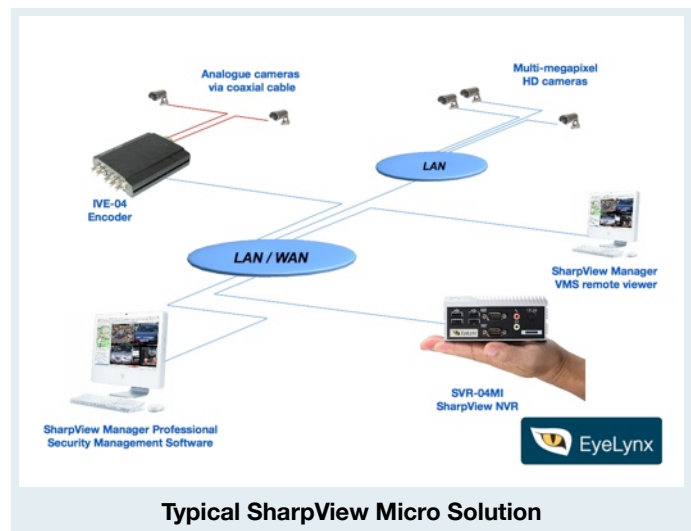 Analogue cameras
via coaxial cable
Multi-megapixel
HD cameras
LAN
IVE-04
Encoder
LAN / WAN
SharpView Manager
VMS remote viewer
EyeLynx
SVR-04MI
SharpView NVR
SharpView Manager Professional
Security Management Software
EyeLynx
Typical SharpView Micro Solution